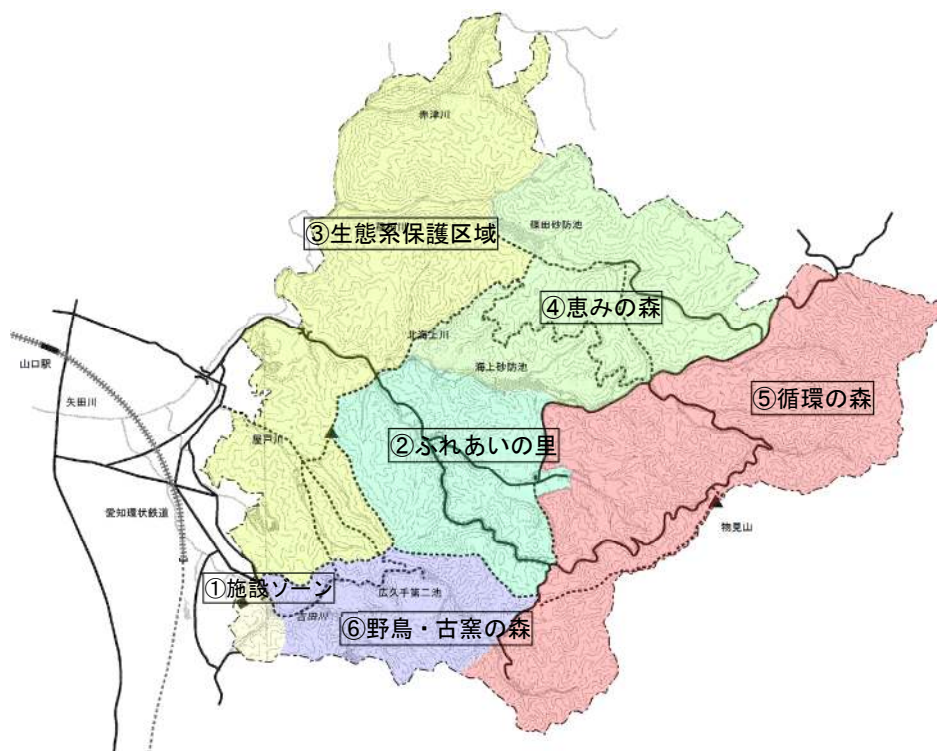 赤津川
③生態系保護区域
篠田砂防池
④恵みの森
北海上川
海上砂防池
山口駅
矢田川
⑤循環の森
屋戸川
②ふれあいの里
愛知環状鉄道
物見山
①施設ゾーン
広久手第二池
吉田川
⑥野鳥・古窯の森